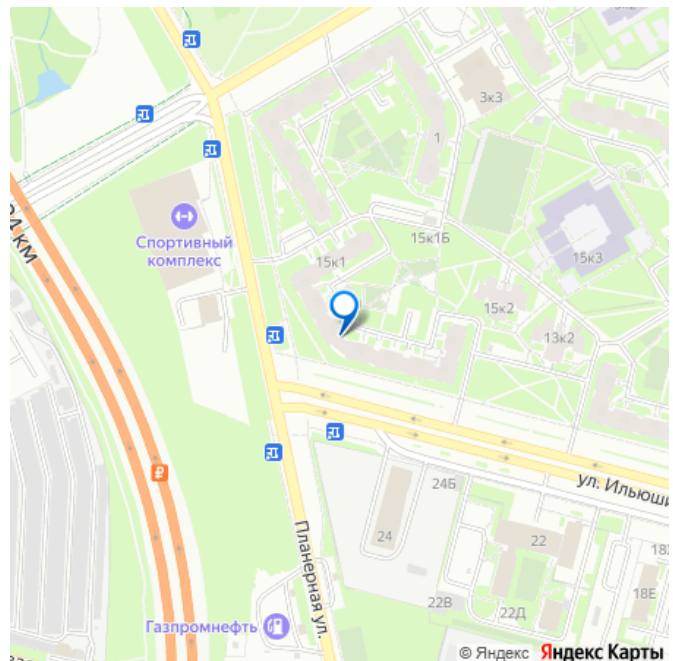 3к3
1
Спортивный
комплекс
15к1Б
15к1
15к3
15к2
13к2
ул. Ильюши
24Б
24
22
22В
22Д
18Е
Планерная ул.
Газпромнефть
© Яндекс Яндекс Карты